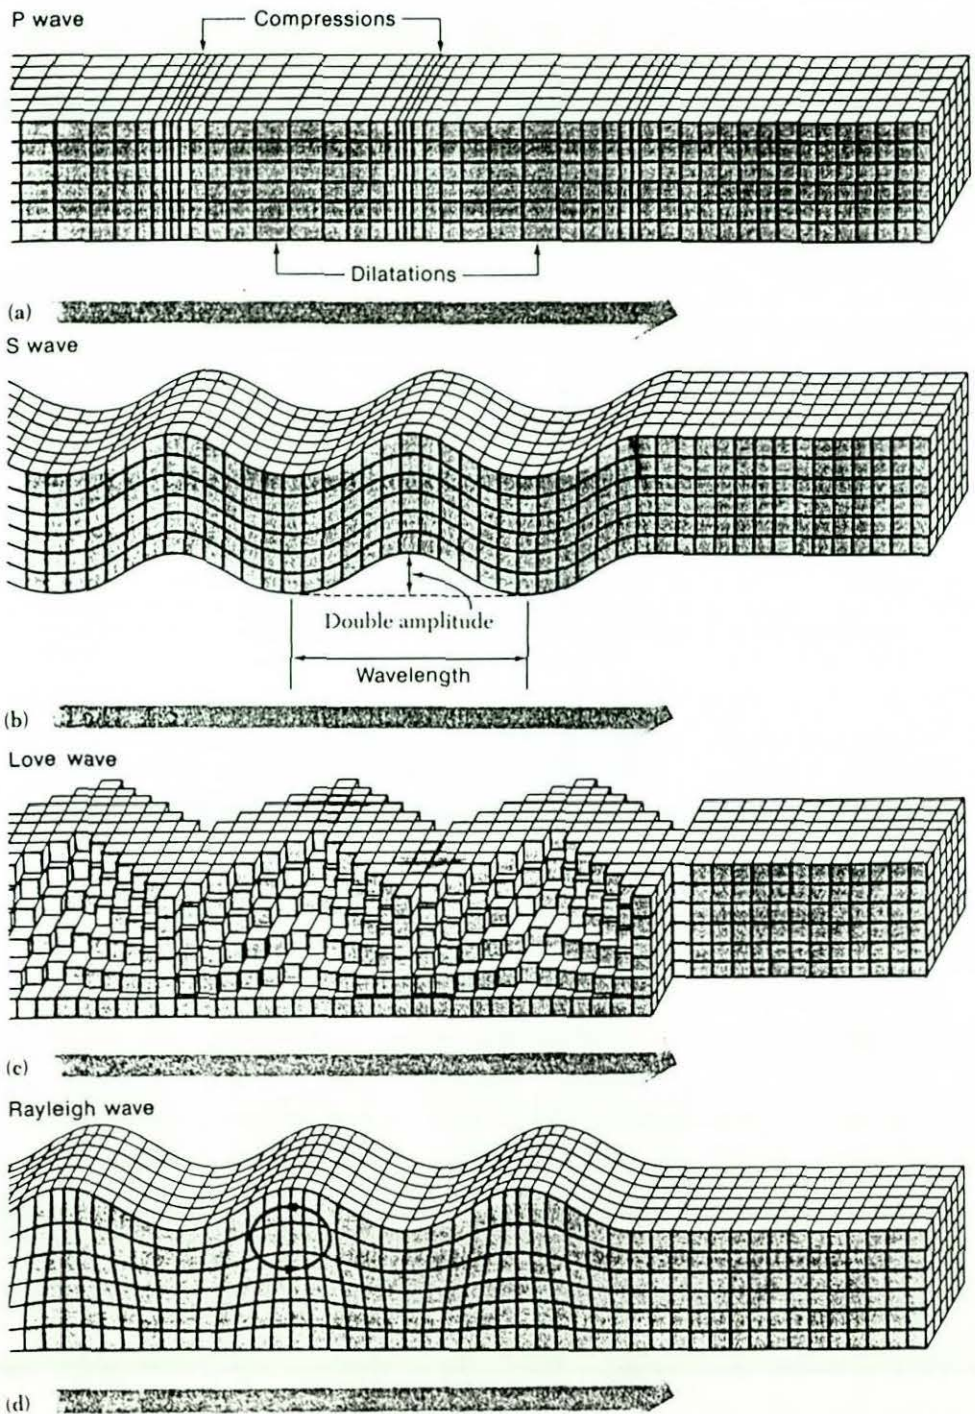 P wave
Compressions
Dilatations
(a)
S wave
Double amplitude
Wavelength
(b)
Love wave
(c)
Rayleigh wave
(d)